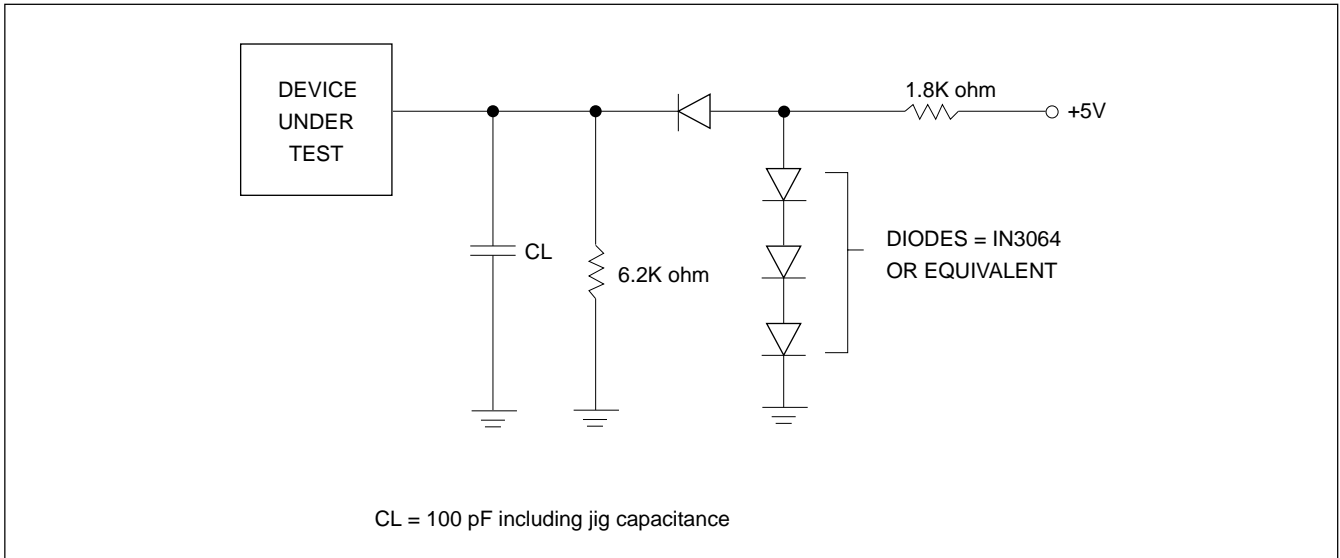 DEVICE
UNDER
TEST
1.8K ohm
+5V
CL
6.2K ohm
DIODES = IN3064
OR EQUIVALENT
CL = 100 pF including jig capacitance